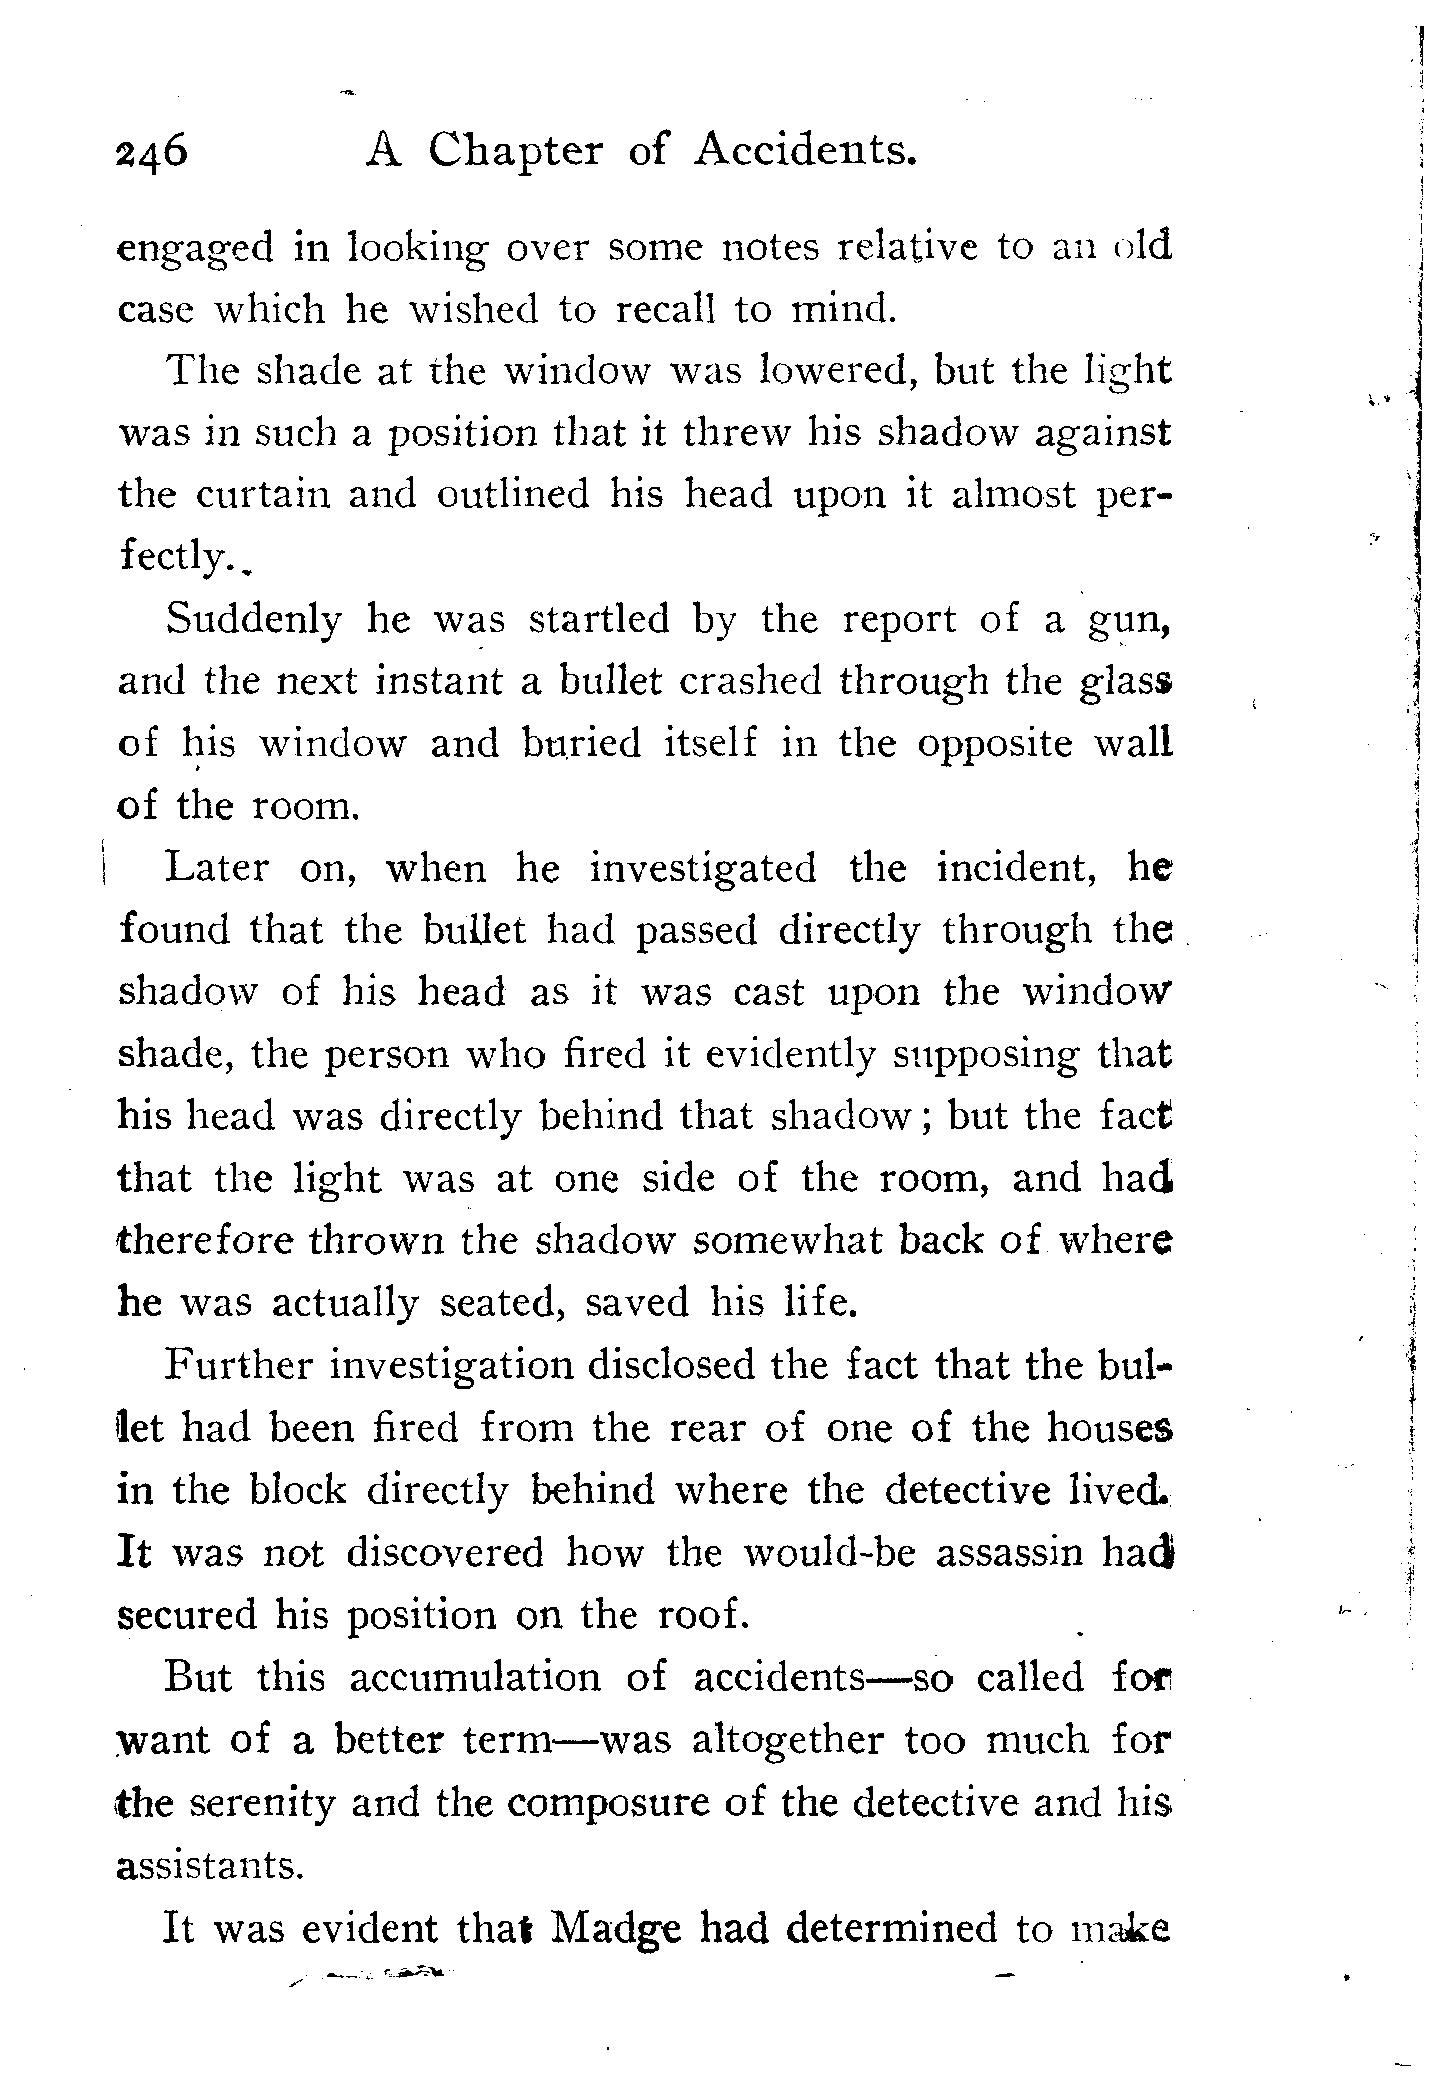 246 A Chapter of Accidents.
engaged in looking over some notes relative to an old
case which he wished to recall to mind.
The shade at the window was lowered, but the light
was in such a position that it threw his shadow against
the curtain and outlined his head upon it almost per-
fectly.
Suddenly he was startled by the report of a gun,
and the next instant a bullet crashed through the glass
of his window and buried itself in the opposite wall
of the room.
Later on, when he investigated the incident, he
found that the bullet had passed directly through the
shadow of his head as it was cast upon the window
shade, the person who fired it evidently supposing that
his head was directly behind that shadow; but the fact
that the light was at one side of the room, and had
therefore thrown the shadow somewhat back of where
he was actually seated, saved his life.
Further investigation disclosed the fact that the bul-
let had been fired from the rear of one of the houses
in the block directly behind where the detective lived.
It was not discovered how the would-be assassin had
secured his position on the roof.
But this accumulation of accidents—so called for
want of a better term—was altogether too much for
the serenity and the composure of the detective and his
assistants.
It was evident that Madge had determined to make